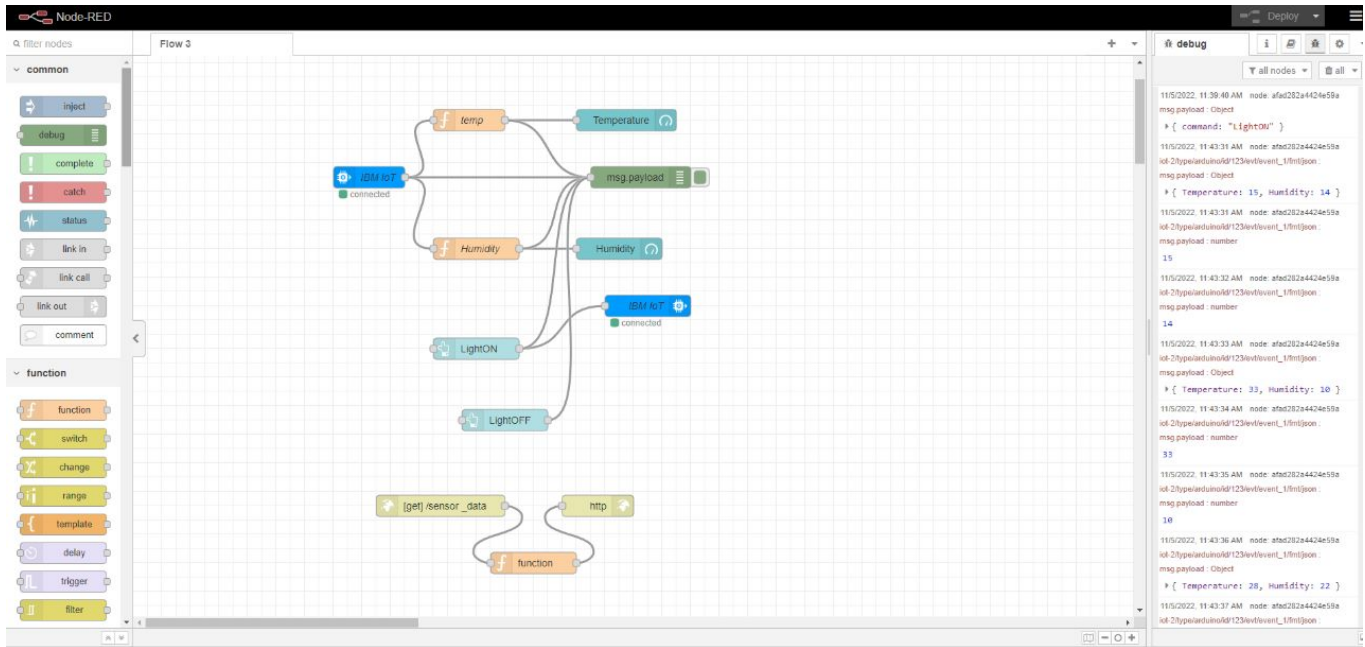 Node-RED
Deploy
filter nodes
common
inject
debug
complete
catch
status
link in
link call
link out
comment
function
function
switch
change
range
template
delay
trigger
filter
Flow 3
temp
Temperature
IBM IoT
connected
msg.payload
Humidity
Humidity
IBM IoT
connected
LightON
LightOFF
[get] /sensor _data
http
function
debug
all nodes
all
11/5/2022, 11:39:40 AM node: afad282a4424e59a
msg.payload : Object
{ command: "LightON" }
11/5/2022, 11:43:31 AM node: afad282a4424e59a
iot-2/type/arduino/id/123/evt/event_1/fmt/json :
msg.payload : Object
{ Temperature: 15, Humidity: 14 }
11/5/2022, 11:43:31 AM node: afad282a4424e59a
iot-2/type/arduino/id/123/evt/event_1/fmt/json :
msg.payload : number
15
11/5/2022, 11:43:32 AM node: afad282a4424e59a
iot-2/type/arduino/id/123/evt/event_1/fmt/json :
msg.payload : number
14
11/5/2022, 11:43:33 AM node: afad282a4424e59a
iot-2/type/arduino/id/123/evt/event_1/fmt/json :
msg.payload : Object
{ Temperature: 33, Humidity: 10 }
11/5/2022, 11:43:34 AM node: afad282a4424e59a
iot-2/type/arduino/id/123/evt/event_1/fmt/json :
msg.payload : number
33
11/5/2022, 11:43:35 AM node: afad282a4424e59a
iot-2/type/arduino/id/123/evt/event_1/fmt/json :
msg.payload : number
10
11/5/2022, 11:43:36 AM node: afad282a4424e59a
iot-2/type/arduino/id/123/evt/event_1/fmt/json :
msg.payload : Object
{ Temperature: 28, Humidity: 22 }
11/5/2022, 11:43:37 AM node: afad282a4424e59a
iot-2/type/arduino/id/123/evt/event_1/fmt/json :